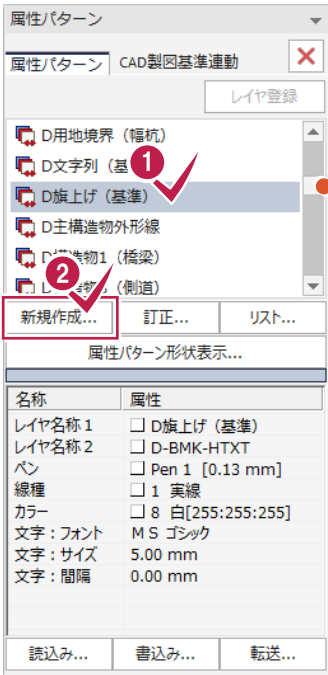 属性パターン
属性パターン CAD製図基準連動
レイヤ登録
D用地境界（幅杭）
D文字列（基
1
D旗上げ（基準）
D主構造物外形線
D構造物1（橋梁）
2
（側道）
新規作成... 訂正... リスト...
属性パターン形状表示...
名称 属性
レイヤ名称1 D旗上げ（基準）
レイヤ名称2 D-BMK-HTXT
ペン Pen 1 [0.13 mm]
線種 1 実線
カラー 8 白[255:255:255]
文字：フォント ＭＳ ゴシック
文字：サイズ 5.00 mm
文字：間隔 0.00 mm
読込み... 書込み... 転送...